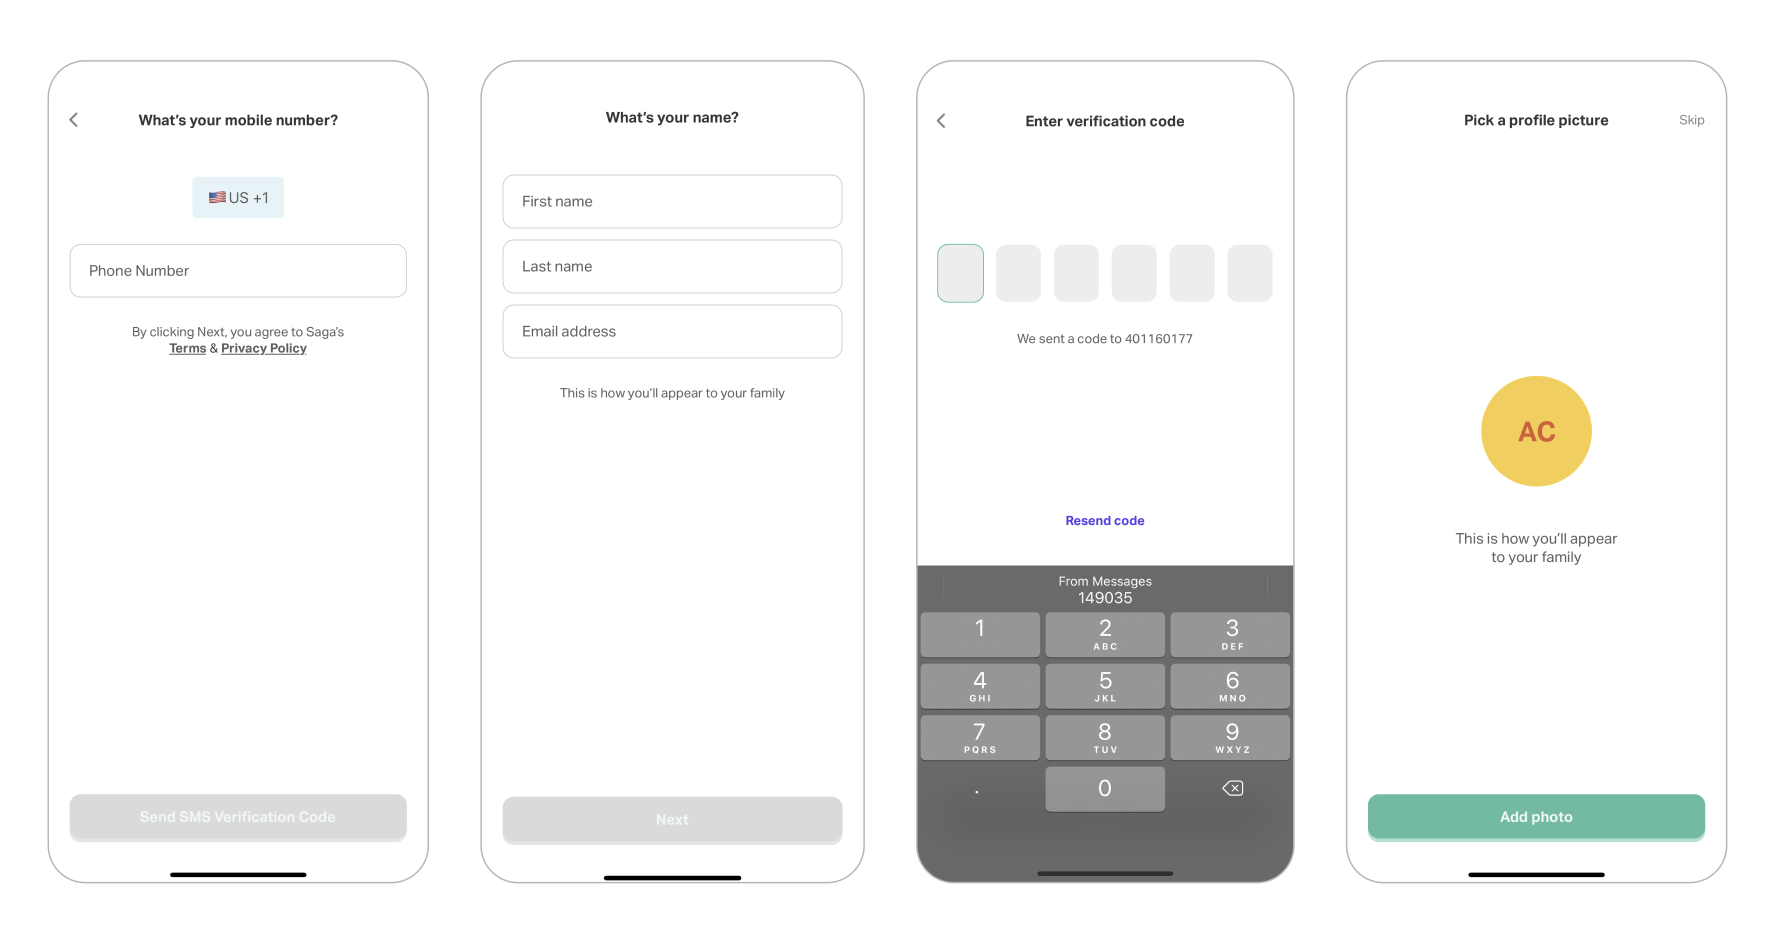 What's your mobile number?
🇺🇸 US +1
Phone Number
By clicking Next, you agree to Saga's
Terms & Privacy Policy
Send SMS Verification Code
What's your name?
First name
Last name
Email address
This is how you'll appear to your family
Next
Enter verification code
We sent a code to 401160177
Resend code
From Messages
149035
1
2
ABC
3
DEF
4
GHI
5
JKL
6
MNO
7
PQRS
8
TUV
9
WXYZ
.
0
Pick a profile picture
Skip
AC
This is how you'll appear
to your family
Add photo